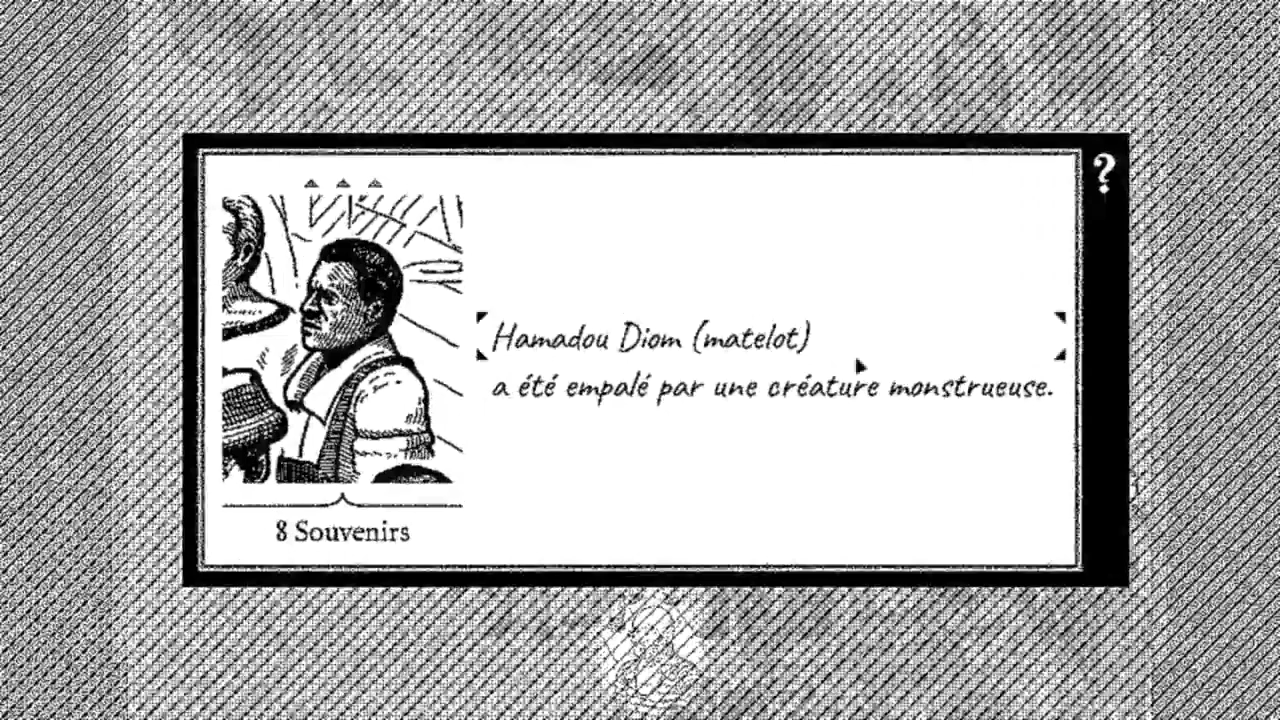 ?
Hamadou Diom (matelot)
a été empalé par une créature monstrueuse.
8 Souvenirs